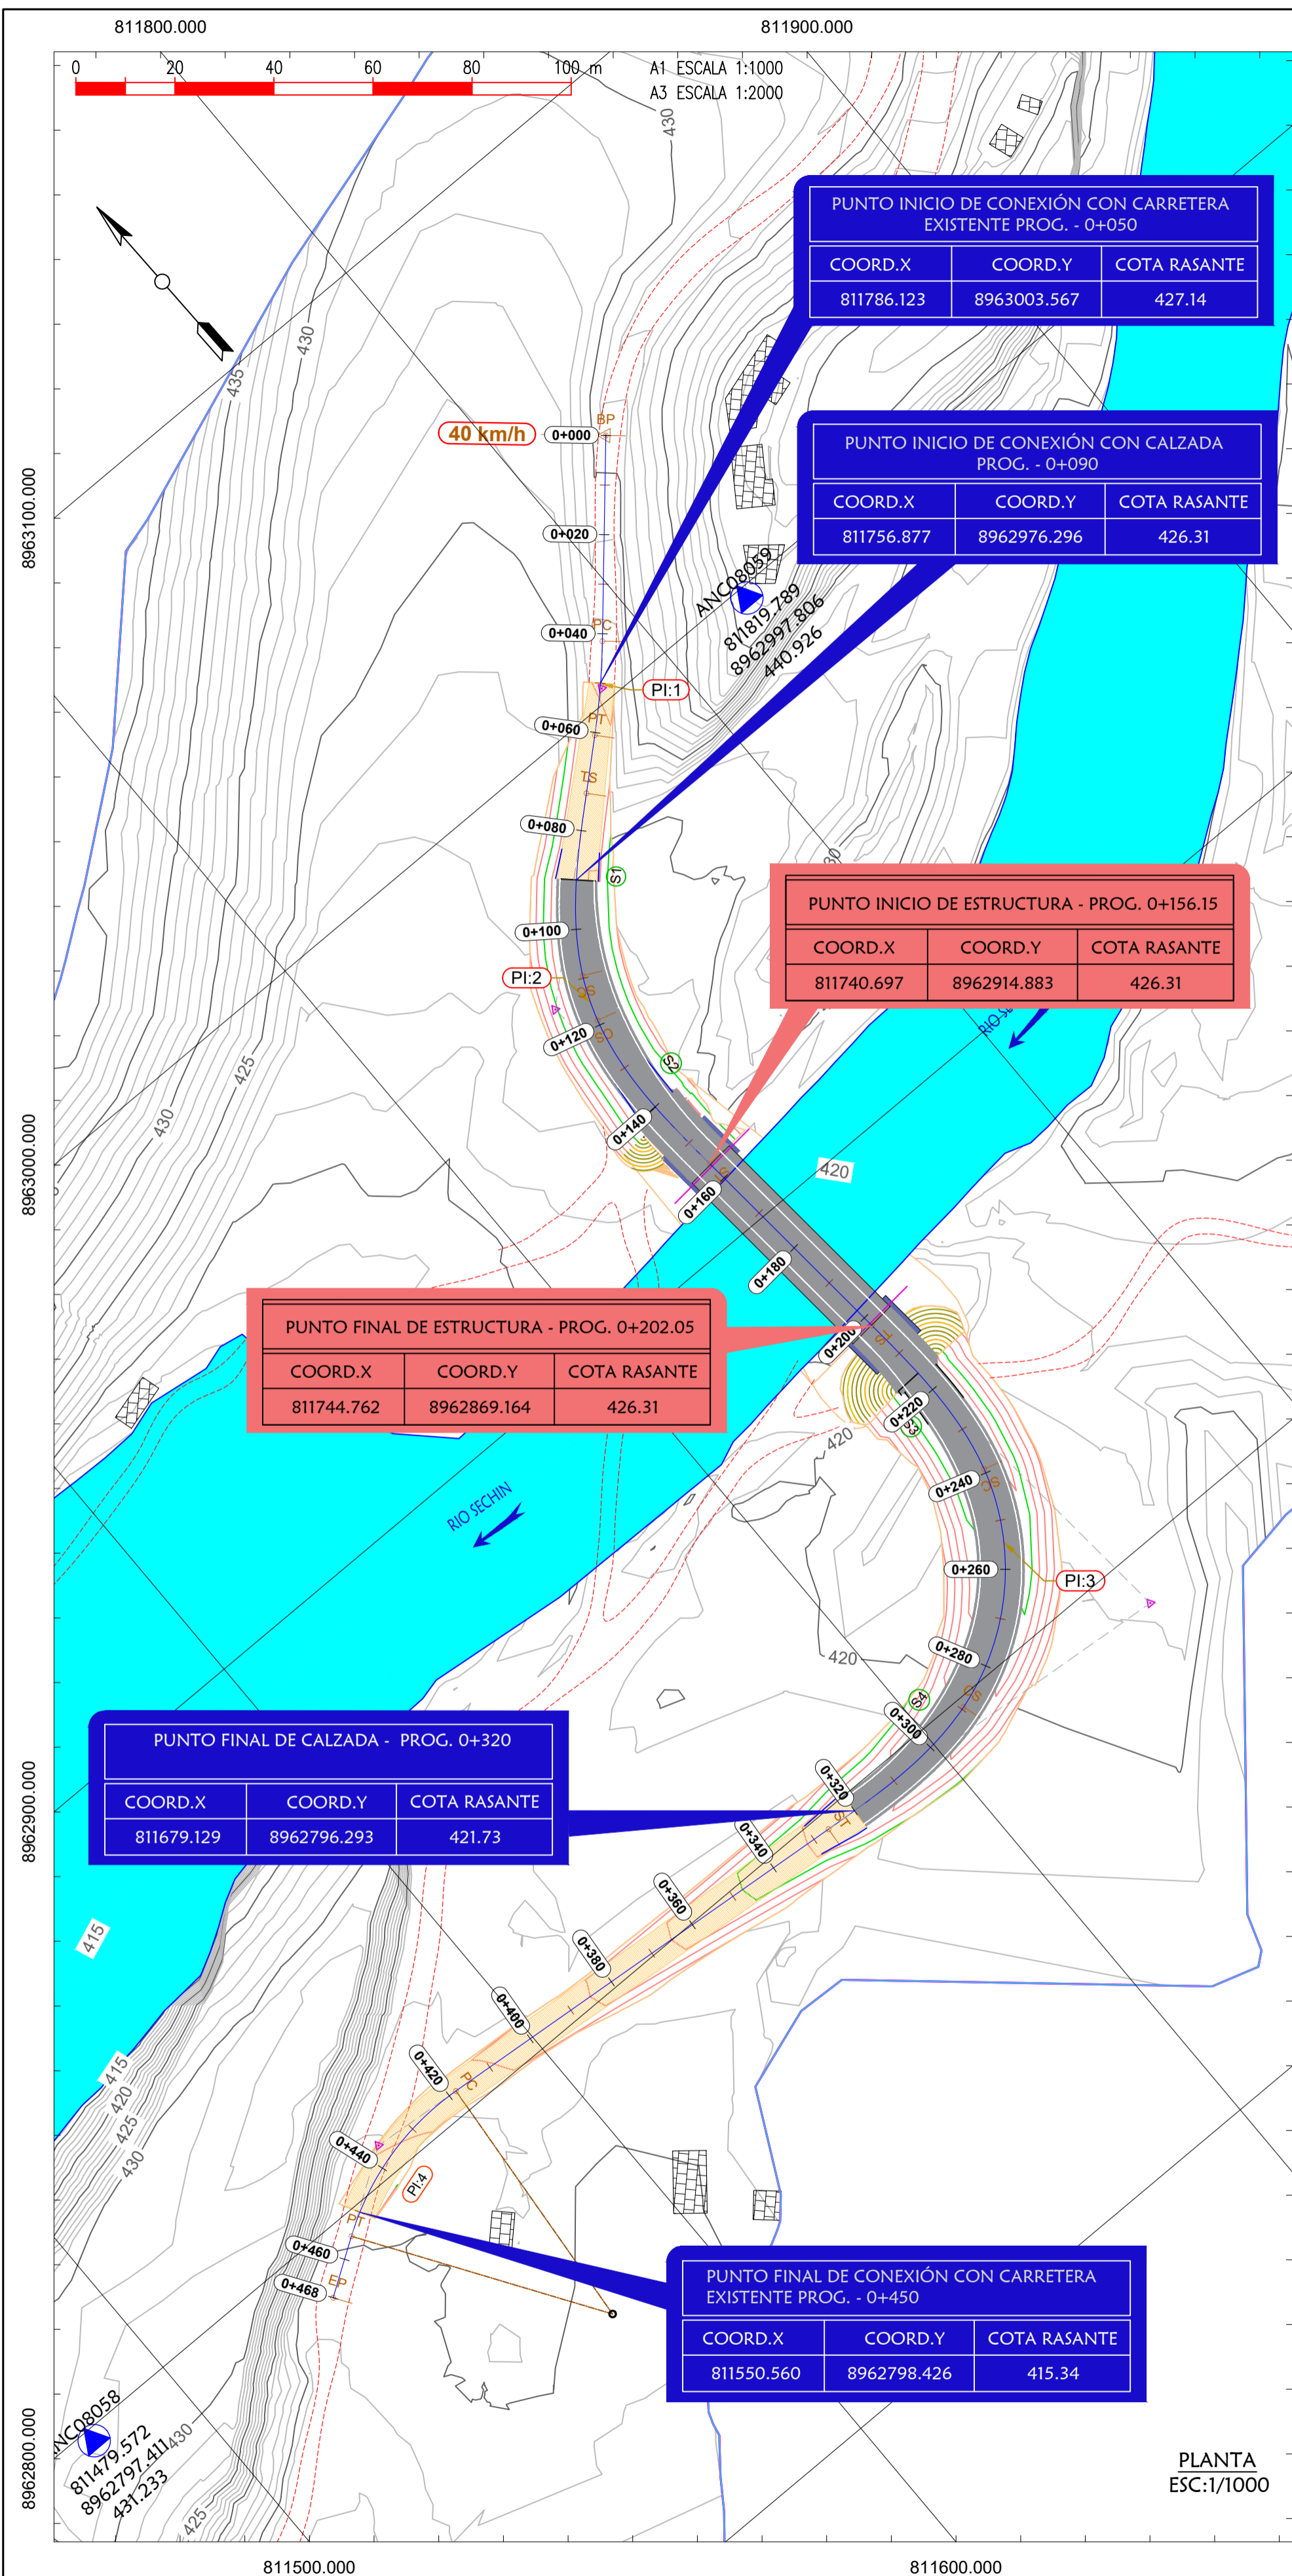 811800.000
811900.000
0 20 40 60 80 100 m
A1 ESCALA 1:1000
A3 ESCALA 1:2000
430
PUNTO INICIO DE CONEXIÓN CON CARRETERA
EXISTENTE PROG. - 0+050
COORD.X COORD.Y COTA RASANTE
811786.123 8963003.567 427.14
430
435
BP
40 km/h
0+000
PUNTO INICIO DE CONEXIÓN CON CALZADA
PROG. - 0+090
COORD.X COORD.Y COTA RASANTE
811756.877 8962976.296 426.31
8963100.000
0+020
ANC08059
811819.789
8962997.806
440.926
PC
0+040
PI:1
PT
0+060
TS
0+080
S1
PUNTO INICIO DE ESTRUCTURA - PROG. 0+156.15
COORD.X COORD.Y COTA RASANTE
811740.697 8962914.883 426.31
0+100
PI:2
0+120
S2
425
430
0+140
420
8963000.000
0+160
0+180
PUNTO FINAL DE ESTRUCTURA - PROG. 0+202.05
COORD.X COORD.Y COTA RASANTE
811744.762 8962869.164 426.31
0+200
TS
0+220
420
0+240
SC
RIO SECHIN
0+260
PI:3
0+280
420
CS
S4
0+300
PUNTO FINAL DE CALZADA - PROG. 0+320
COORD.X COORD.Y COTA RASANTE
811679.129 8962796.293 421.73
0+320
ST
8962900.000
0+340
0+360
415
0+380
0+400
0+420
PC
415
420
425
430
0+440
PI:4
PT
0+460
0+468
EP
PUNTO FINAL DE CONEXIÓN CON CARRETERA
EXISTENTE PROG. - 0+450
COORD.X COORD.Y COTA RASANTE
811550.560 8962798.426 415.34
8962800.000
811479.572
8962797.411
431.233
430
425
PLANTA
ESC:1/1000
811500.000
811600.000